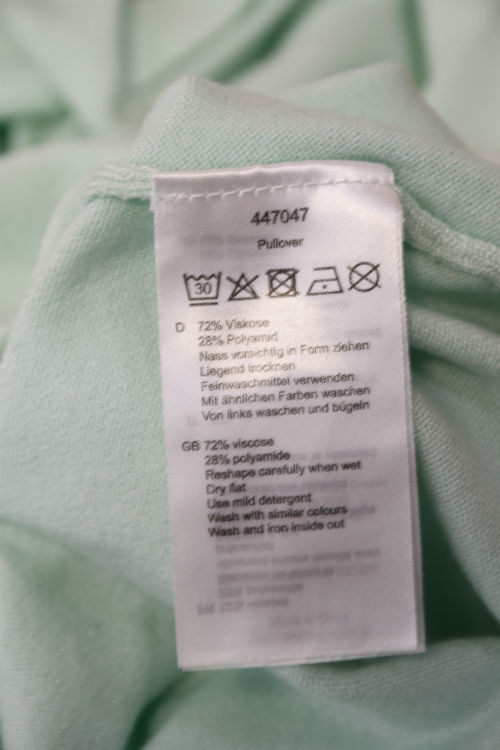 447047
Pullover
30
D 72% Viskose
28% Polyamid
Nass vorsichtig in Form ziehen
Liegend trocknen
Feinwaschmittel verwenden
Mit ähnlichen Farben waschen
Von links waschen und bügeln
GB 72% viscose
28% polyamide
Reshape carefully when wet
Dry flat
Use mild detergent
Wash with similar colours
Wash and iron inside out